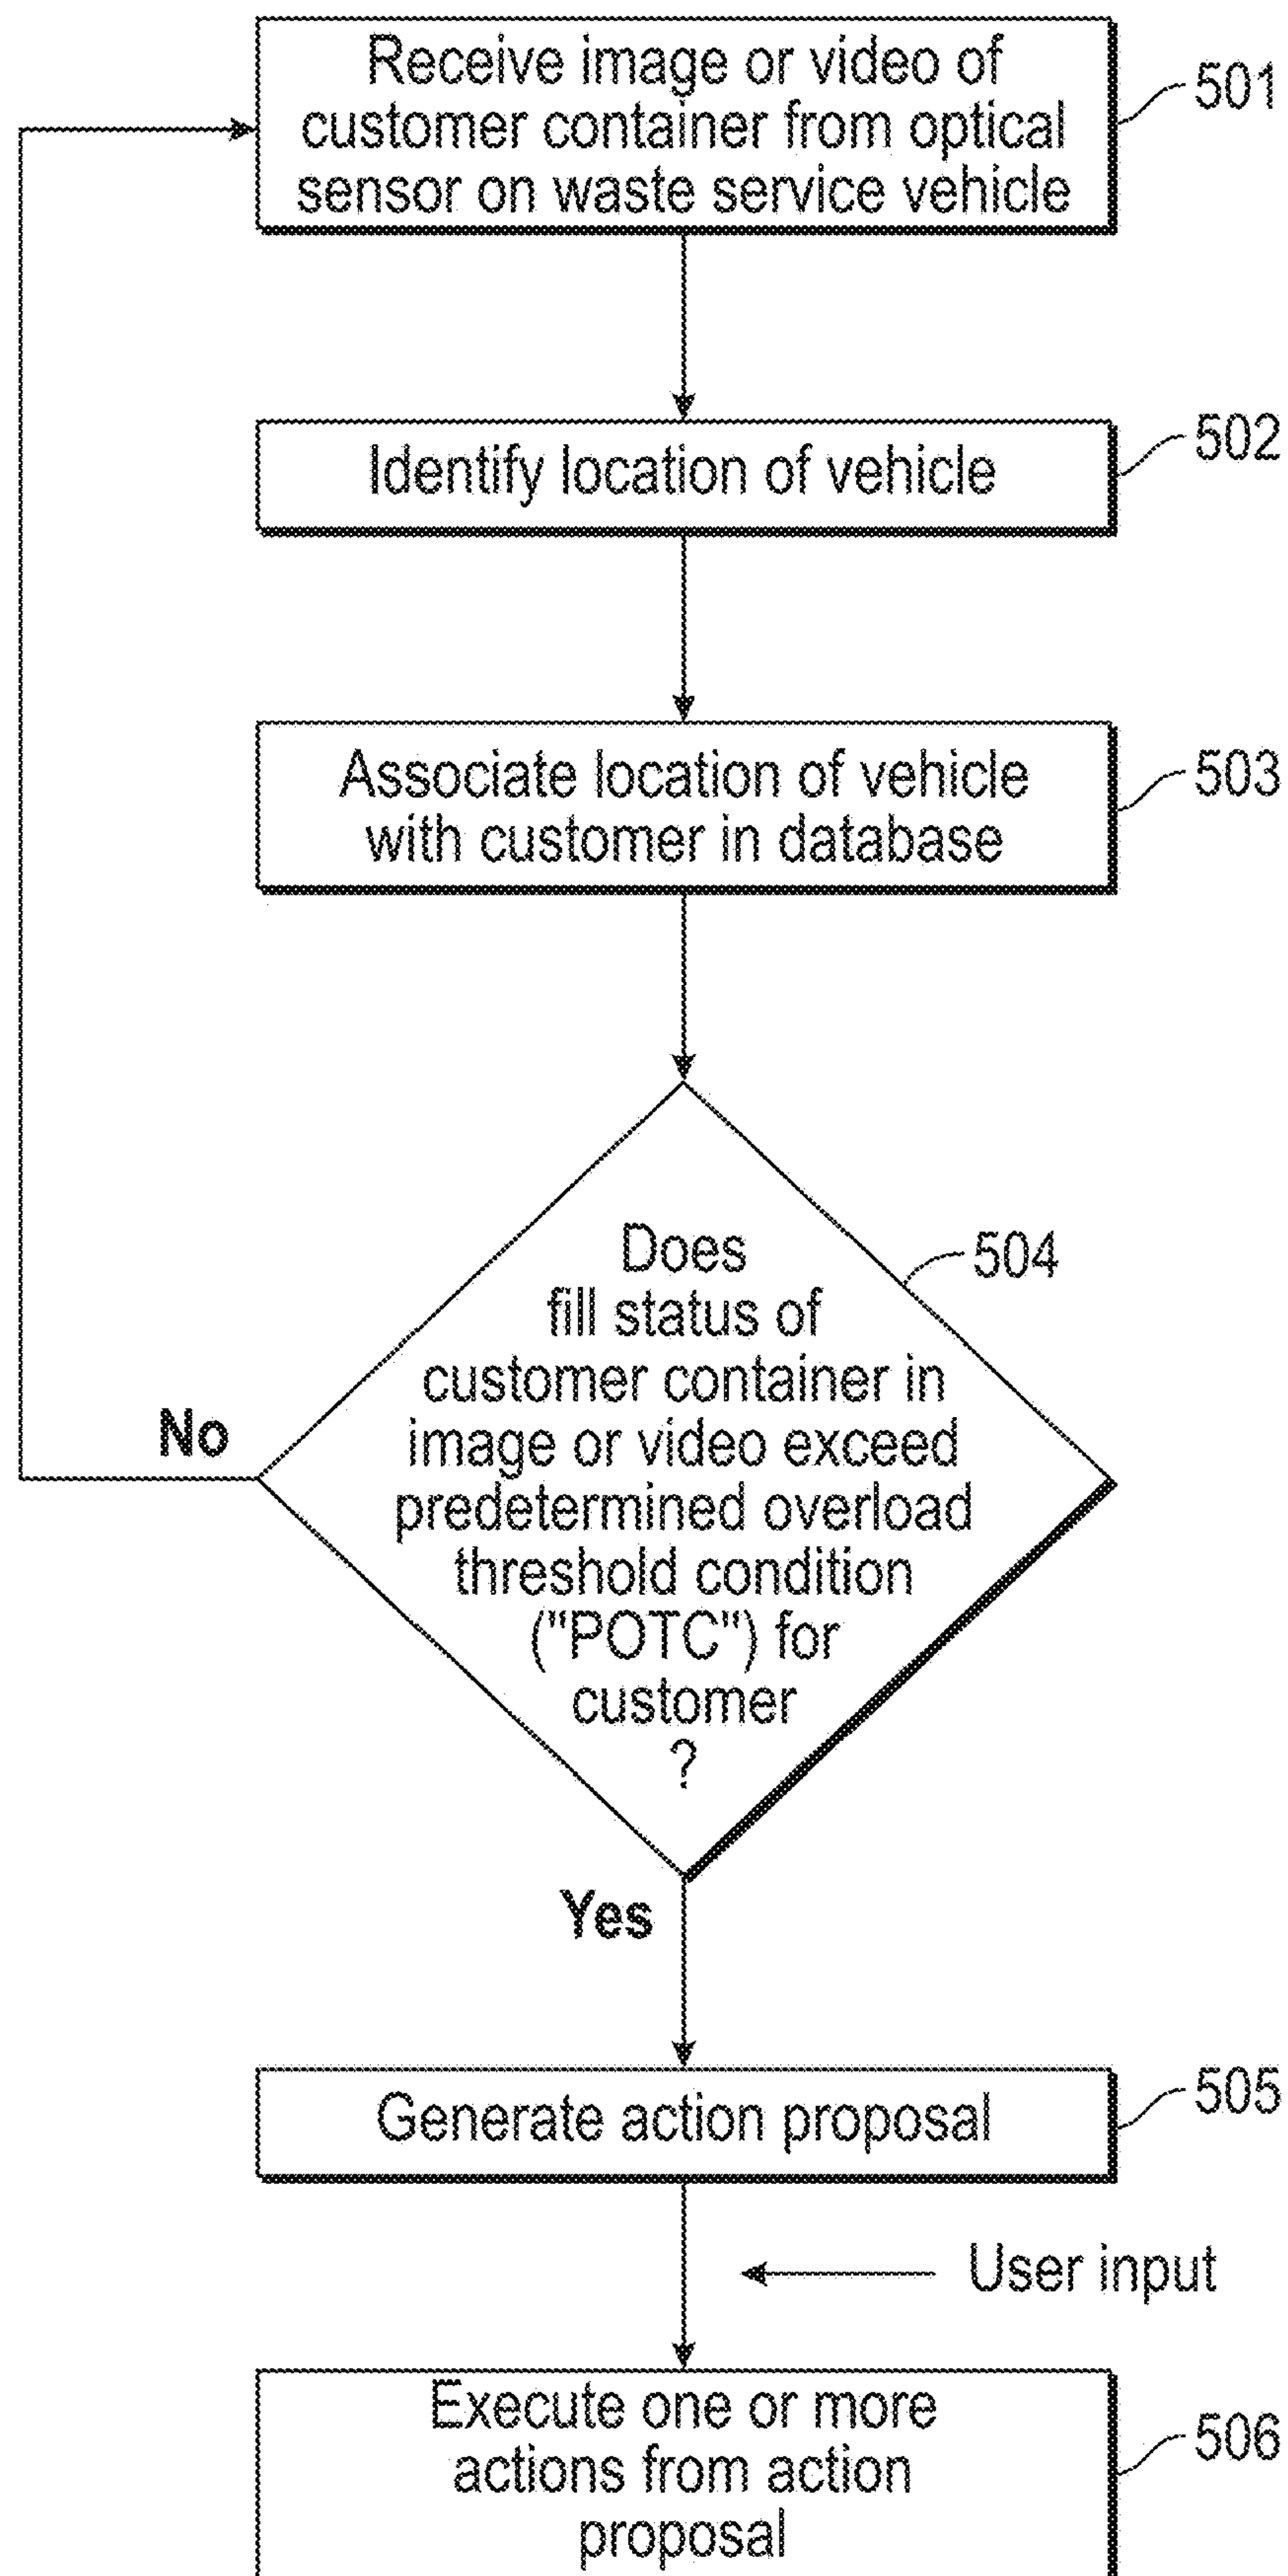 Receive image or video of
customer container from optical
sensor on waste service vehicle
501
Identify location of vehicle
502
Associate location of vehicle
with customer in database
503
Does
fill status of
customer container in
image or video exceed
predetermined overload
threshold condition
("POTC") for
customer
?
504
No
Yes
Generate action proposal
505
User input
Execute one or more
actions from action
proposal
506